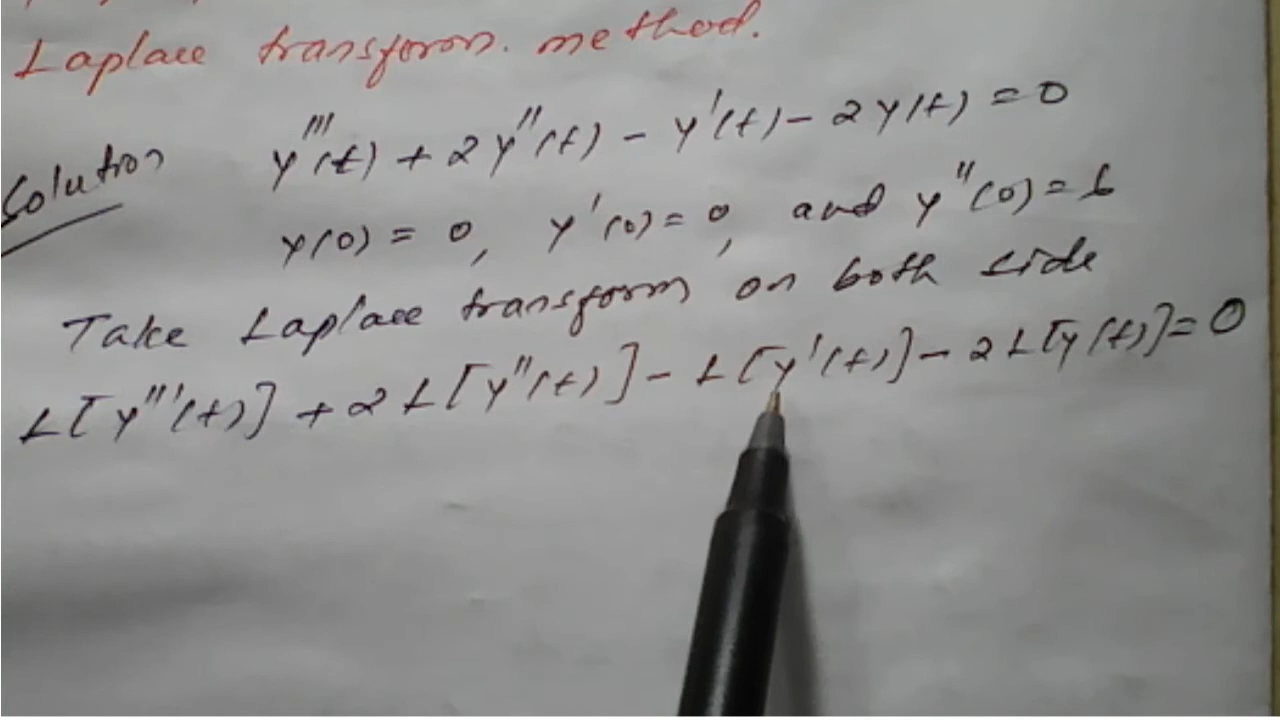 Laplace transform. method.
Solution y'''(t) + 2y''(t) - y'(t) - 2y(t) = 0
y(0) = 0, y'(0) = 0, and y''(0) = 6
Take Laplace transform on both side
L[y'''(t)] + 2L[y''(t)] - L[y'(t)] - 2L[y(t)] = 0